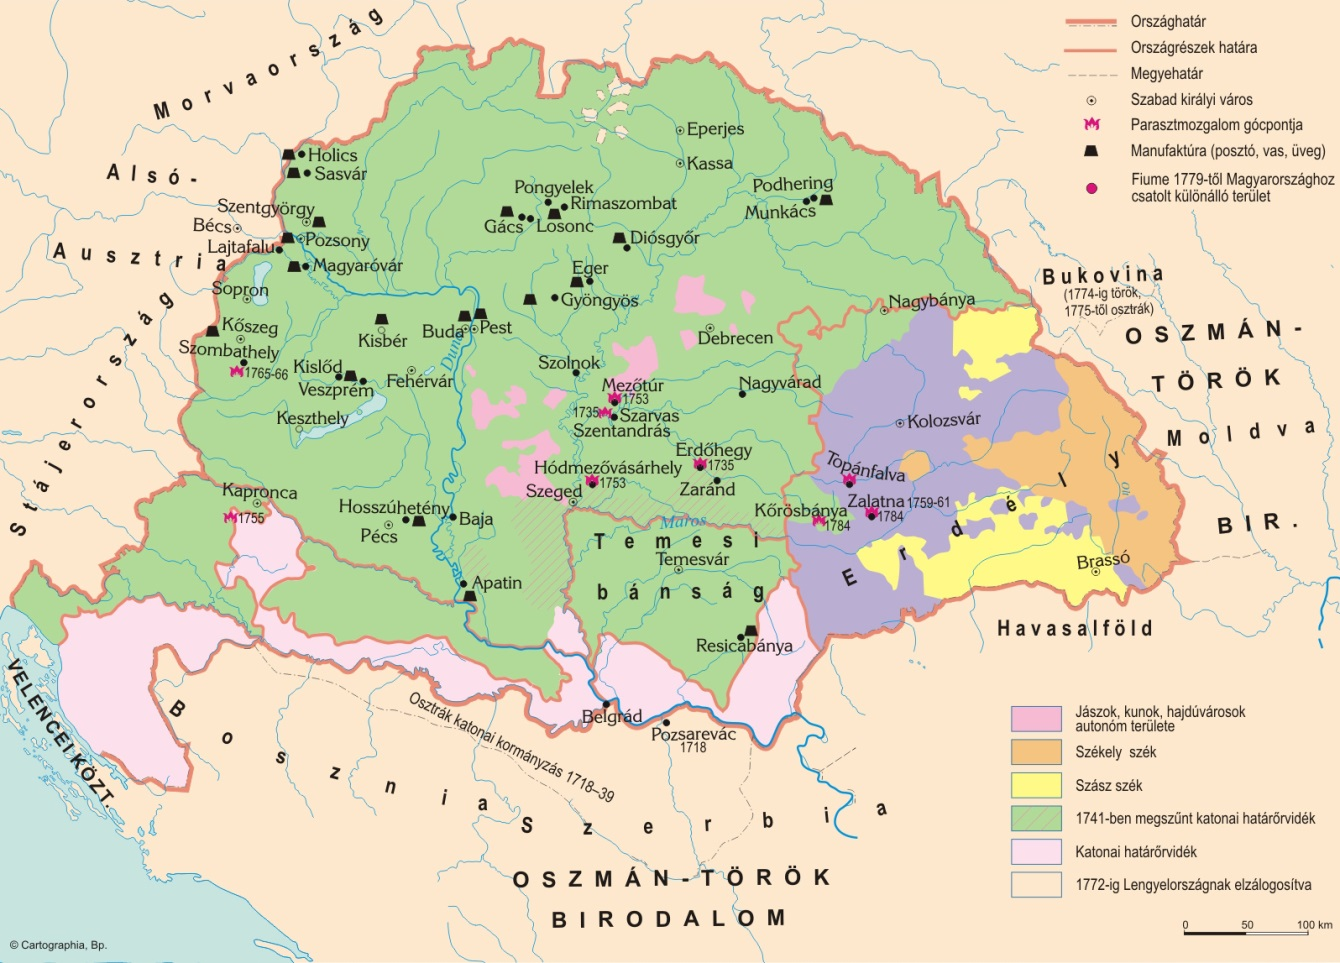 Morvaország
Alsó-
Ausztria
Stájerország
Országhatár
Országrészek határa
Megyehatár
Szabad királyi város
Parasztmozgalom gócpontja
Manufaktúra (posztó, vas, üveg)
Fiume 1779-től Magyarországhoz
csatolt különálló terület
Holics
Sasvár
Szentgyörgy
Bécs
Pozsony
Lajtafalu
Magyaróvár
Sopron
Kőszeg
Szombathely
1765-66
Kisbér
Kislőd
Veszprém
Fehérvár
Keszthely
Buda
Pest
Duna
Eperjes
Kassa
Pongyelek
Rimaszombat
Gács
Losonc
Podhering
Munkács
Diósgyőr
Eger
Gyöngyös
Nagybánya
Debrecen
Szolnok
Mezőtúr
1753
1735
Szarvas
Szentandrás
Nagyvárad
Erdőhegy
1735
Zaránd
Hódmezővásárhely
1753
Szeged
Bukovina
(1774-ig török,
1775-től osztrák)
OSZMÁN-
TÖRÖK
Moldva
BIR.
Kolozsvár
Topánfalva
Zalatna 1759-61
1784
Kőrösbánya
1784
Erdély
Olt
Brassó
Havasalföld
Kapronca
1755
Hosszúhetény
Pécs
Baja
Apatin
Maros
Temesi
bánság
Temesvár
Resicabánya
Belgrád
Pozsarevác
1718
Osztrák katonai kormányzás 1718–39
VELENCEI KÖZT.
Bosznia
Szerbia
OSZMÁN-TÖRÖK
BIRODALOM
Jászok, kunok, hajdúvárosok
autonóm területe
Székely szék
Szász szék
1741-ben megszűnt katonai határőrvidék
Katonai határőrvidék
1772-ig Lengyelországnak elzálogosítva
0 50 100 km
© Cartographia, Bp.